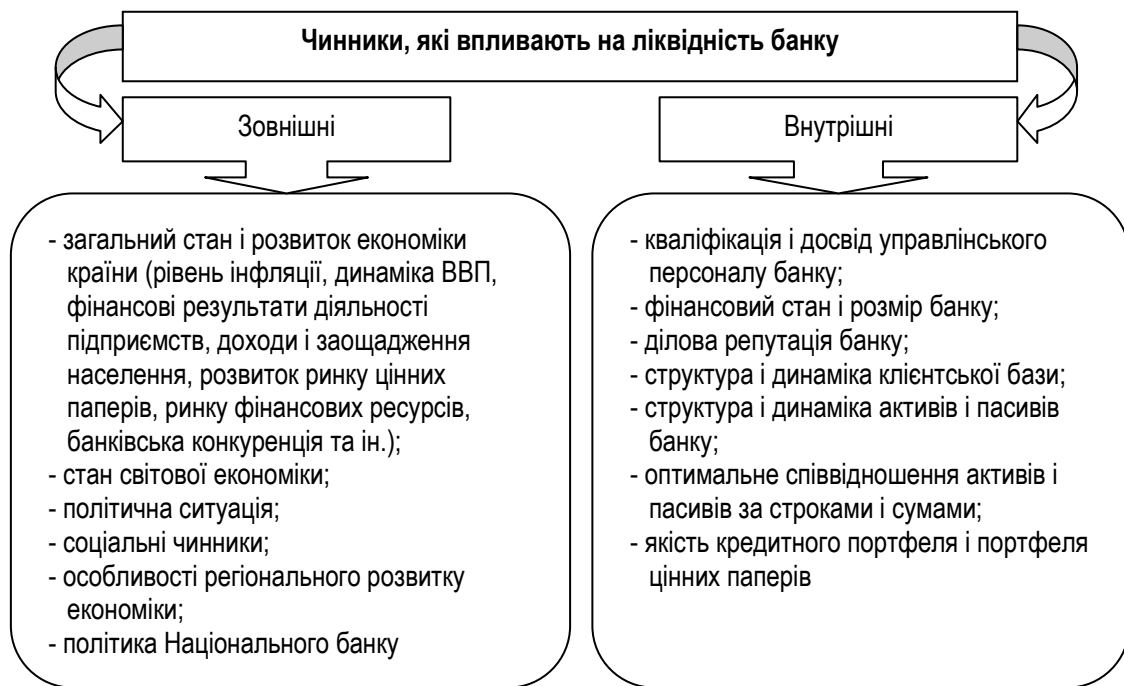 Чинники, які впливають на ліквідність банку
Зовнішні
Внутрішні
- загальний стан і розвиток економіки
країни (рівень інфляції, динаміка ВВП,
фінансові результати діяльності
підприємств, доходи і заощадження
населення, розвиток ринку цінних
паперів, ринку фінансових ресурсів,
банківська конкуренція та ін.);
- стан світової економіки;
- політична ситуація;
- соціальні чинники;
- особливості регіонального розвитку
економіки;
- політика Національного банку
- кваліфікація і досвід управлінського
персоналу банку;
- фінансовий стан і розмір банку;
- ділова репутація банку;
- структура і динаміка клієнтської бази;
- структура і динаміка активів і пасивів
банку;
- оптимальне співвідношення активів і
пасивів за строками і сумами;
- якість кредитного портфеля і портфеля
цінних паперів